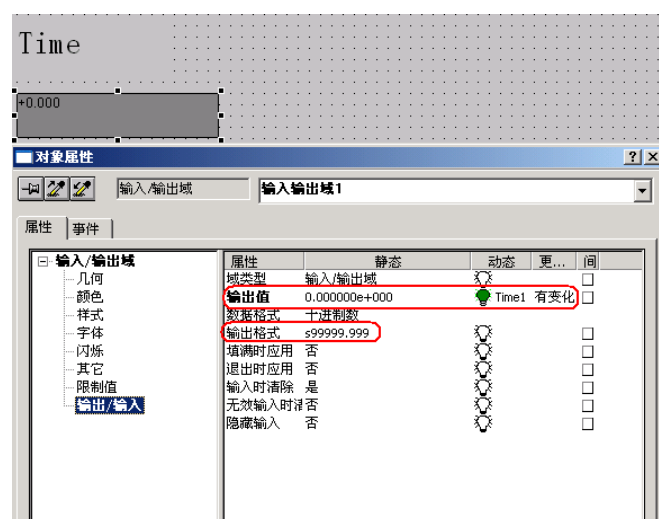 Time
+0.000
对象属性
输入/输出域 输入输出域1
属性 事件
输入/输出域
几何
颜色
样式
字体
闪烁
其它
限制值
输出/输入
属性 静态 动态 更... 间
域类型 输入/输出域
输出值 0.000000e+000 Time1 有变化
数据格式 十进制数
输出格式 s99999.999
填满时应用 否
退出时应用 否
输入时清除 是
无效输入时 否
隐藏输入 否